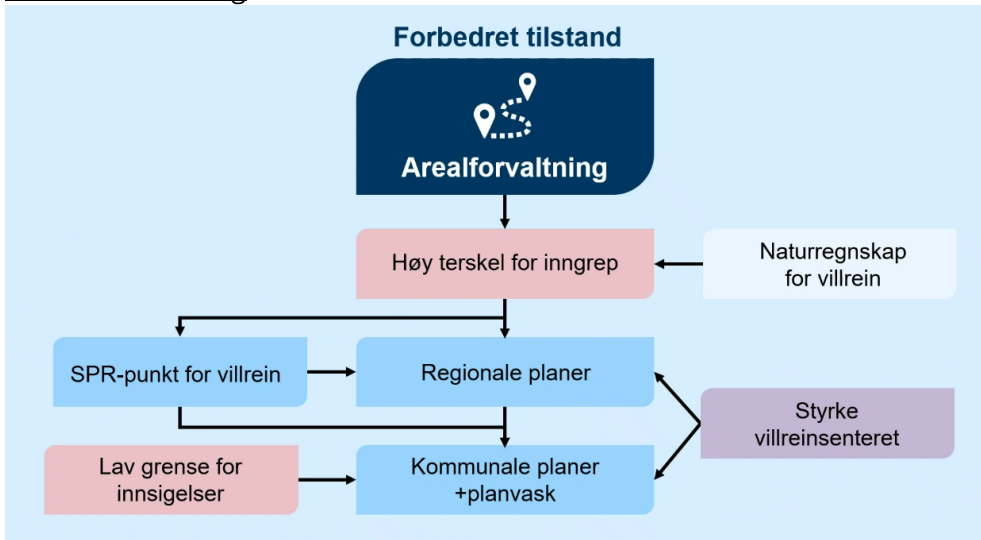 Forbedret tilstand
Arealforvaltning
Høy terskel for inngrep
Naturregnskap
for villrein
SPR-punkt for villrein
Regionale planer
Styrke
villreinsenteret
Lav grense for
innsigelser
Kommunale planer
+planvask